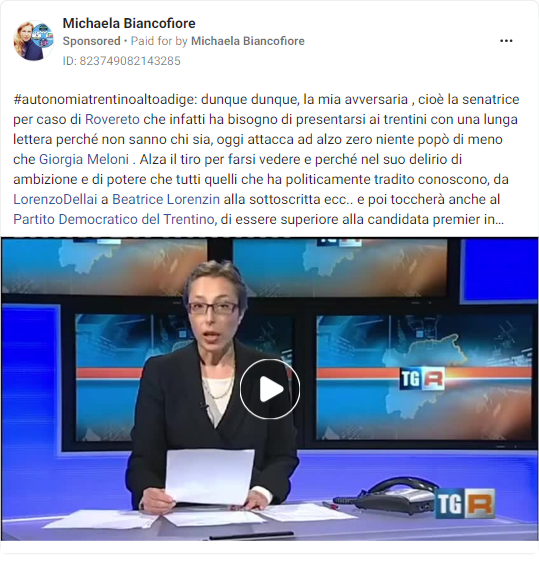 Michaela Biancofiore
Sponsored • Paid for by Michaela Biancofiore
ID: 823749082143285
#autonomiatrentinoaltoadige: dunque dunque, la mia avversaria , cioè la senatrice
per caso di Rovereto che infatti ha bisogno di presentarsi ai trentini con una lunga
lettera perché non sanno chi sia, oggi attacca ad alzo zero niente popò di meno
che Giorgia Meloni . Alza il tiro per farsi vedere e perché nel suo delirio di
ambizione e di potere che tutti quelli che ha politicamente tradito conoscono, da
LorenzoDellai a Beatrice Lorenzin alla sottoscritta ecc.. e poi toccherà anche al
Partito Democratico del Trentino, di essere superiore alla candidata premier in...
TGR
TGR